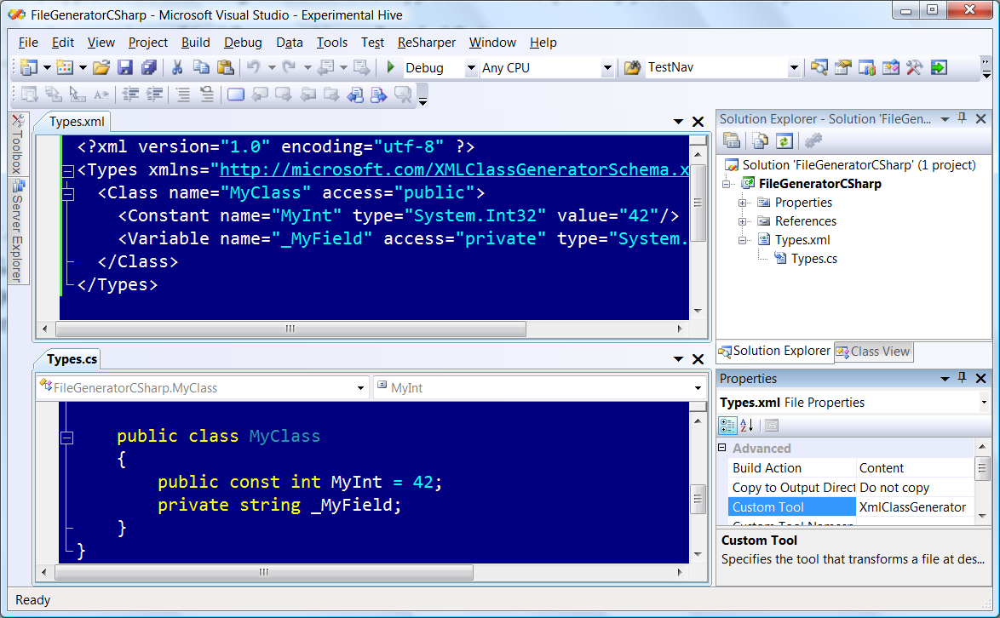 FileGeneratorCSharp - Microsoft Visual Studio - Experimental Hive
File Edit View Project Build Debug Data Tools Test ReSharper Window Help
Debug Any CPU TestNav
Toolbox
Server Explorer
Types.xml
<?xml version="1.0" encoding="utf-8" ?>
<Types xmlns="http://microsoft.com/XMLClassGeneratorSchema.x
<Class name="MyClass" access="public">
<Constant name="MyInt" type="System.Int32" value="42"/>
<Variable name="_MyField" access="private" type="System.
</Class>
</Types>
Types.cs
FileGeneratorCSharp.MyClass MyInt
public class MyClass
{
public const int MyInt = 42;
private string _MyField;
}
}
Solution Explorer - Solution 'FileGen...
Solution 'FileGeneratorCSharp' (1 project)
FileGeneratorCSharp
Properties
References
Types.xml
Types.cs
Solution Explorer Class View
Properties
Types.xml File Properties
Advanced
Build Action Content
Copy to Output Direct Do not copy
Custom Tool XmlClassGenerator
Custom Tool
Specifies the tool that transforms a file at des...
Ready